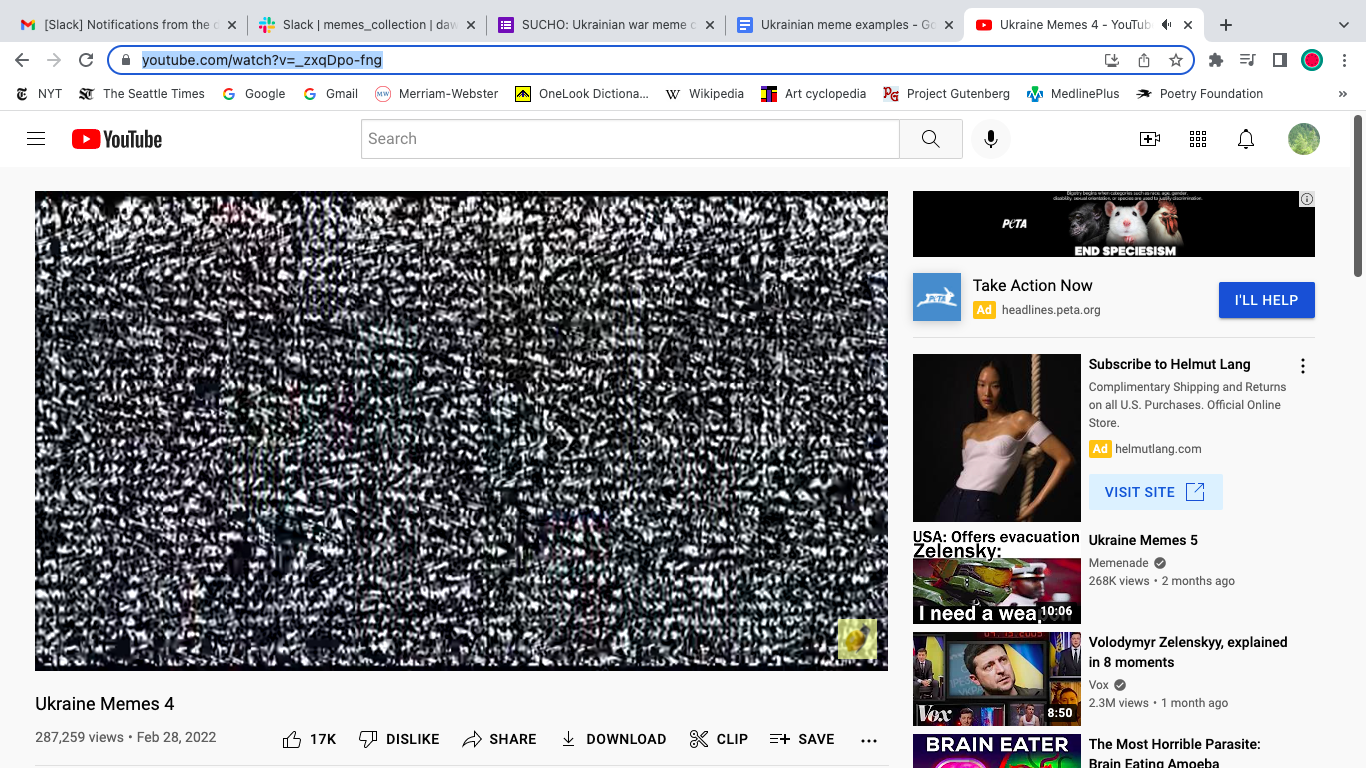 [Slack] Notifications from the
Slack | memes_collection | daw
SUCHO: Ukrainian war meme c
Ukrainian meme examples - Go
Ukraine Memes 4 - YouTub
youtube.com/watch?v=_zxqDpo-fng
NYT
The Seattle Times
Google
Gmail
Merriam-Webster
OneLook Dictiona...
Wikipedia
Art cyclopedia
Project Gutenberg
MedlinePlus
Poetry Foundation
»
YouTube
Search
Bigotry begins when categories such as race, age, gender,
disability, sexual orientation, or species are used to justify discrimination.
PETA
END SPECIESISM
Take Action Now
Ad headlines.peta.org
I'LL HELP
Subscribe to Helmut Lang
Complimentary Shipping and Returns
on all U.S. Purchases. Official Online
Store.
Ad helmutlang.com
VISIT SITE
USA: Offers evacuation
Zelensky:
I need a
10:06
Ukraine Memes 5
Memenade
268K views • 2 months ago
Vox
8:50
Volodymyr Zelenskyy, explained
in 8 moments
Vox
2.3M views • 1 month ago
BRAIN EATER
The Most Horrible Parasite:
Brain Eating Amoeba
Ukraine Memes 4
287,259 views • Feb 28, 2022
17K
DISLIKE
SHARE
DOWNLOAD
CLIP
SAVE